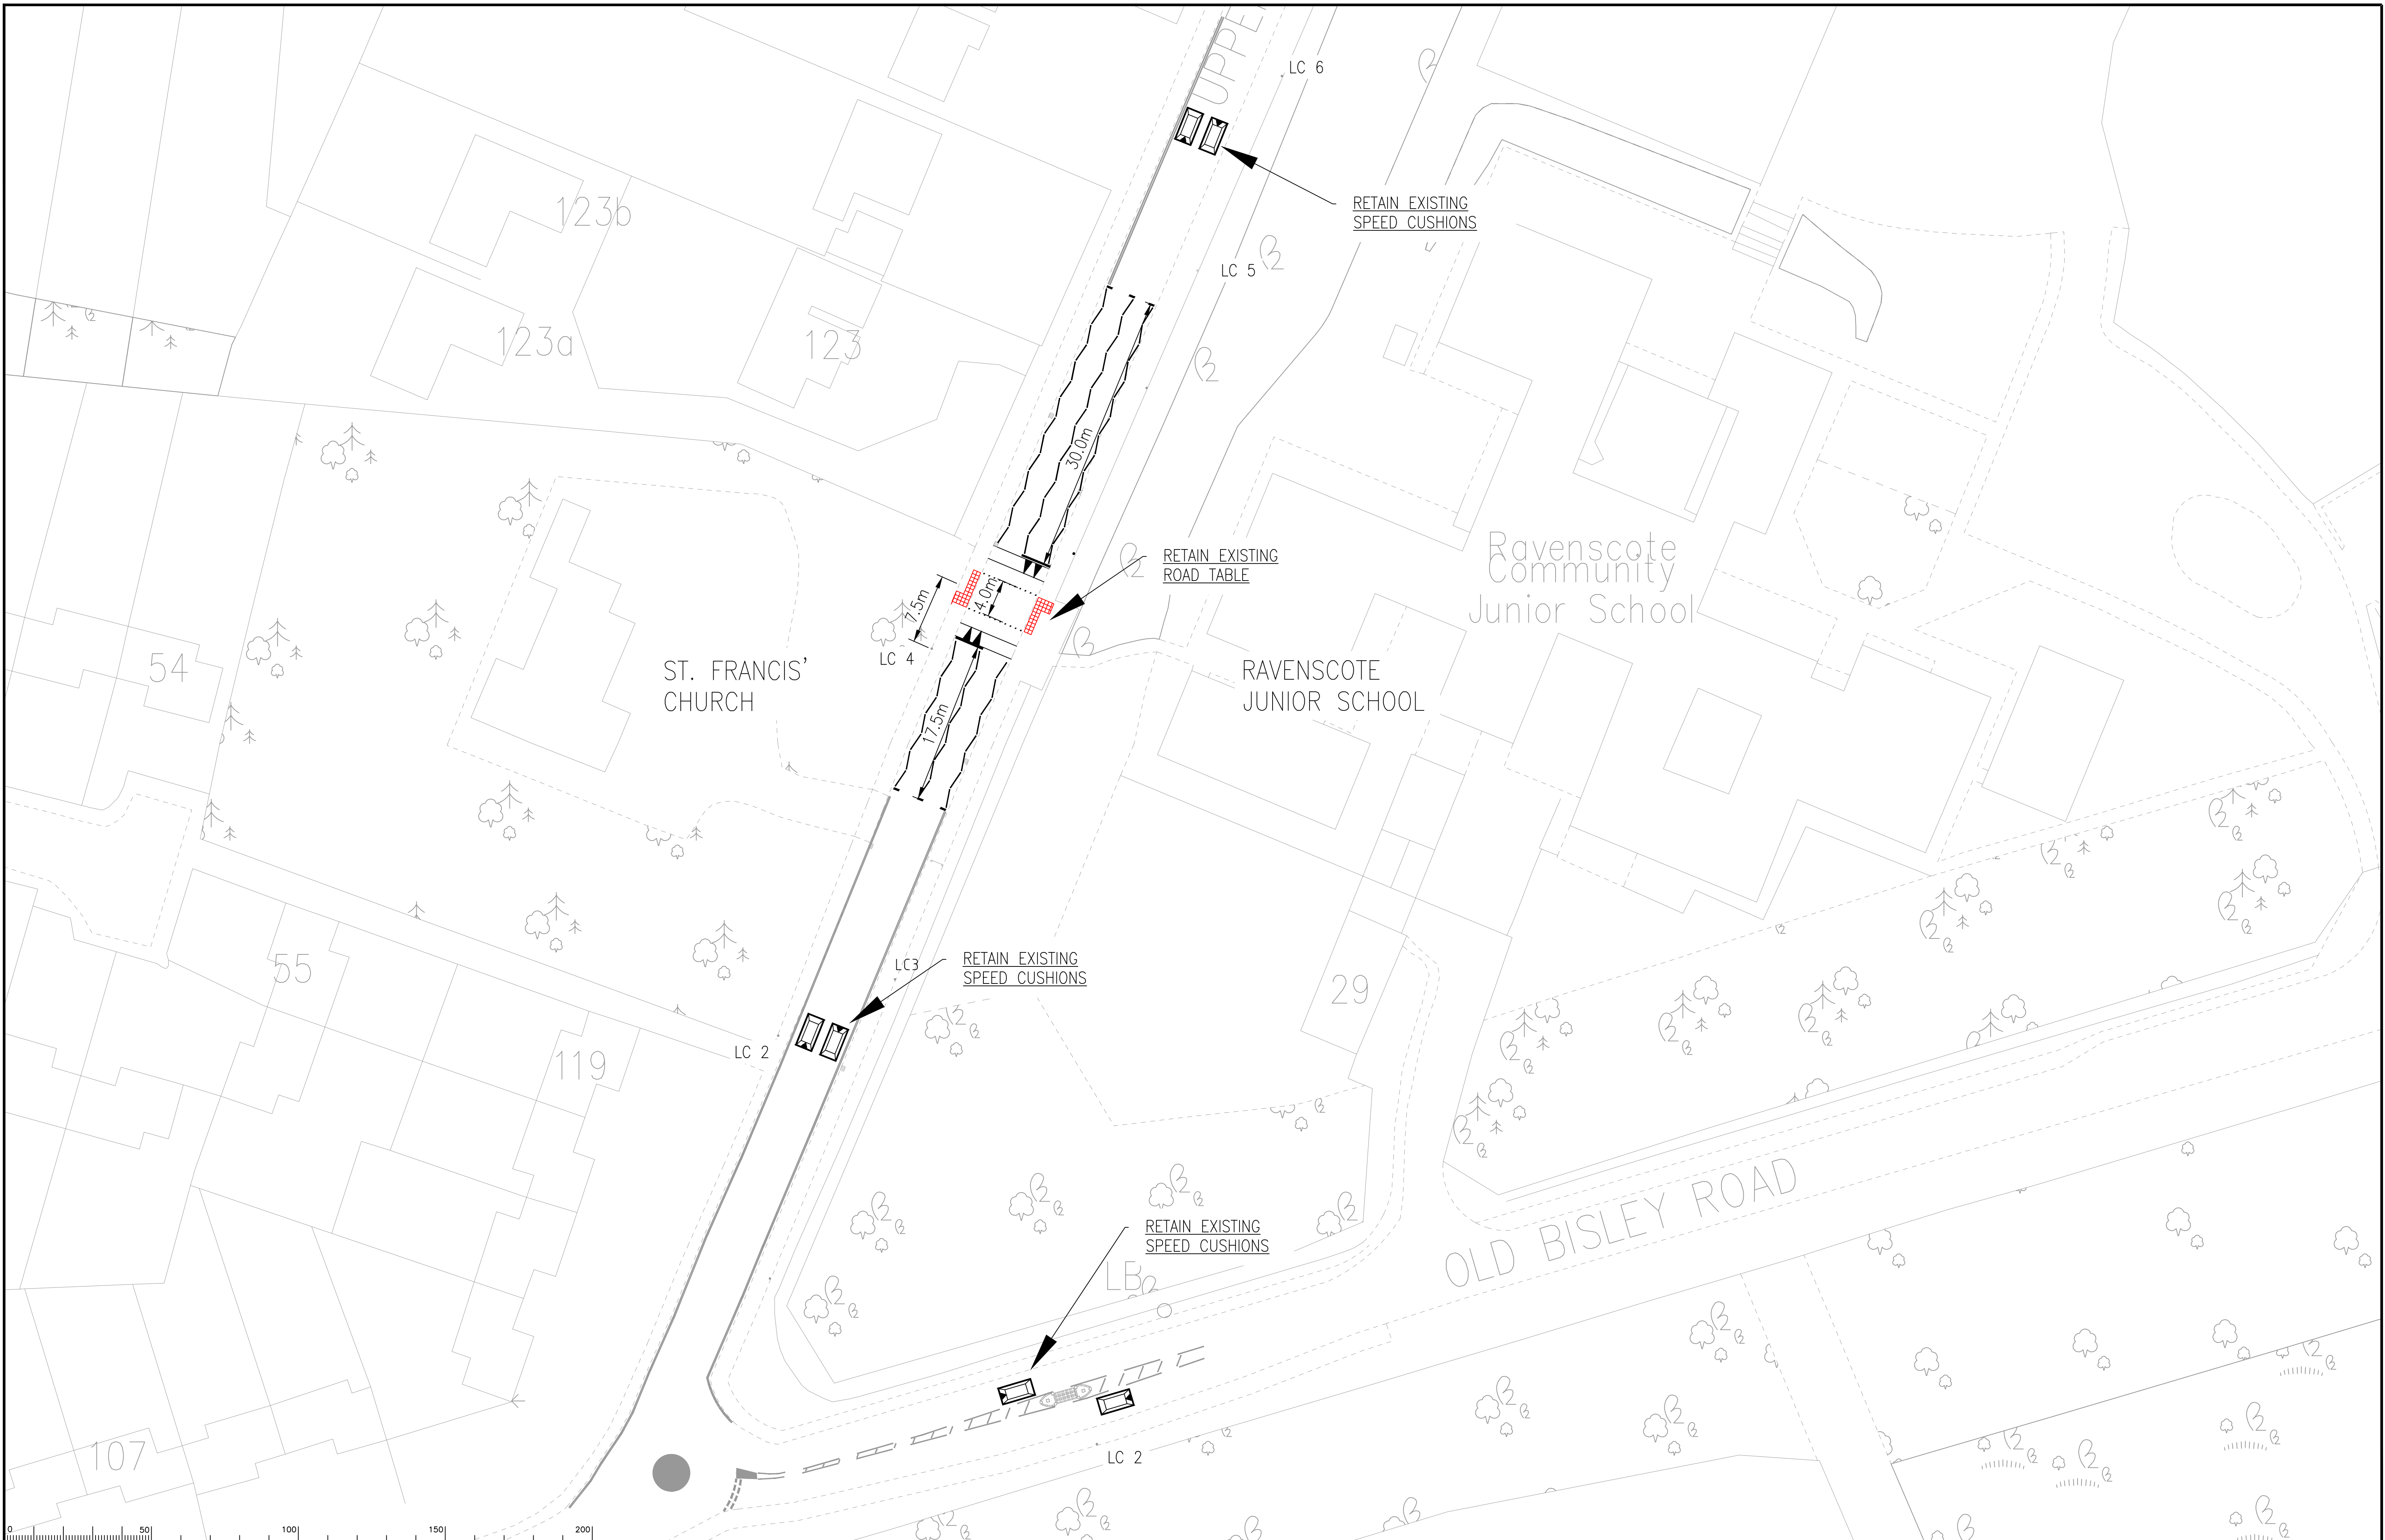 UPPE
LC 6
RETAIN EXISTING
SPEED CUSHIONS
123b
LC 5
123a
123
30.0m
Ravenscote
Community
Junior School
RETAIN EXISTING
ROAD TABLE
7.5m
4.0m
LC 4
54
ST. FRANCIS'
CHURCH
RAVENSCOTE
JUNIOR SCHOOL
17.5m
55
LC3
RETAIN EXISTING
SPEED CUSHIONS
29
LC 2
119
OLD BISLEY ROAD
RETAIN EXISTING
SPEED CUSHIONS
LB
107
LC 2
0 50 100 150 200